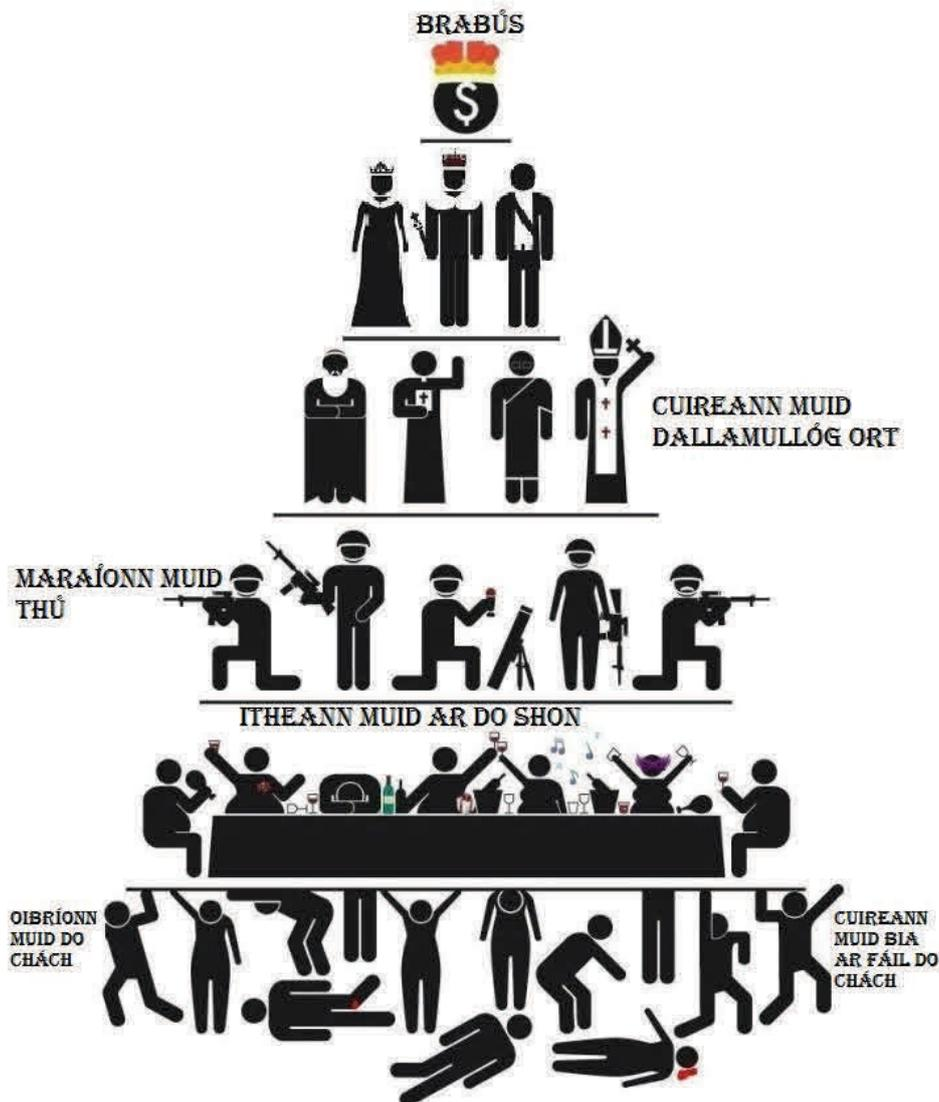 BRABÚS
$
CUIREANN MUID
DALLAMULLÓG ORT
MARAÍONN MUID
THÚ
ITHEANN MUID AR DO SHON
OIBRÍONN
MUID DO
CHÁCH
CUIREANN
MUID BIA
AR FÁIL DO
CHÁCH